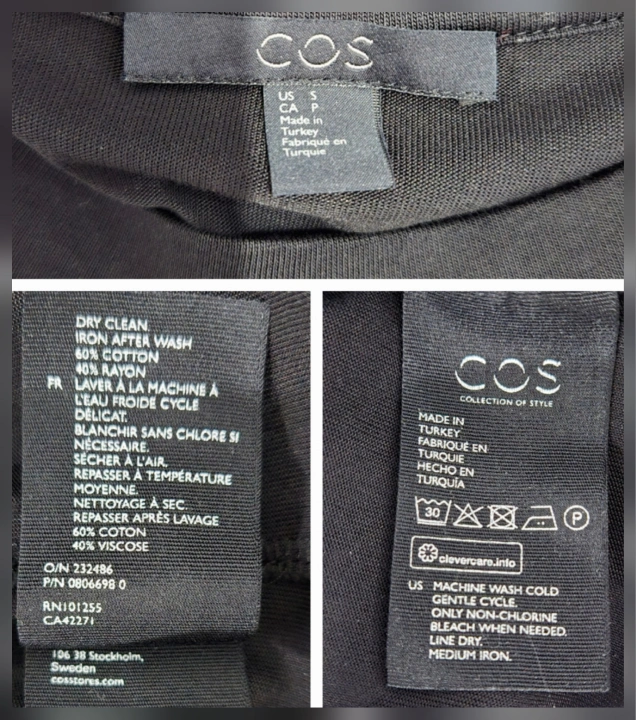 COS
US S
CA P
Made in
Turkey
Fabriqué en
Turquie
DRY CLEAN.
IRON AFTER WASH
60% COTTON
40% RAYON
FR LAVER À LA MACHINE À
L'EAU FROIDE CYCLE
DÉLICAT.
BLANCHIR SANS CHLORE SI
NÉCESSAIRE.
SÉCHER À L'AIR.
REPASSER À TEMPÉRATURE
MOYENNE.
NETTOYAGE À SEC.
REPASSER APRÈS LAVAGE
60% COTON
40% VISCOSE
O/N 232486
P/N 0806698 0
RN101255
CA42271
106 38 Stockholm,
Sweden
cosstores.com
COS
COLLECTION OF STYLE
MADE IN
TURKEY
FABRIQUÉ EN
TURQUIE
HECHO EN
TURQUÍA
30 P
clevercare.info
US MACHINE WASH COLD
GENTLE CYCLE.
ONLY NON-CHLORINE
BLEACH WHEN NEEDED.
LINE DRY.
MEDIUM IRON.